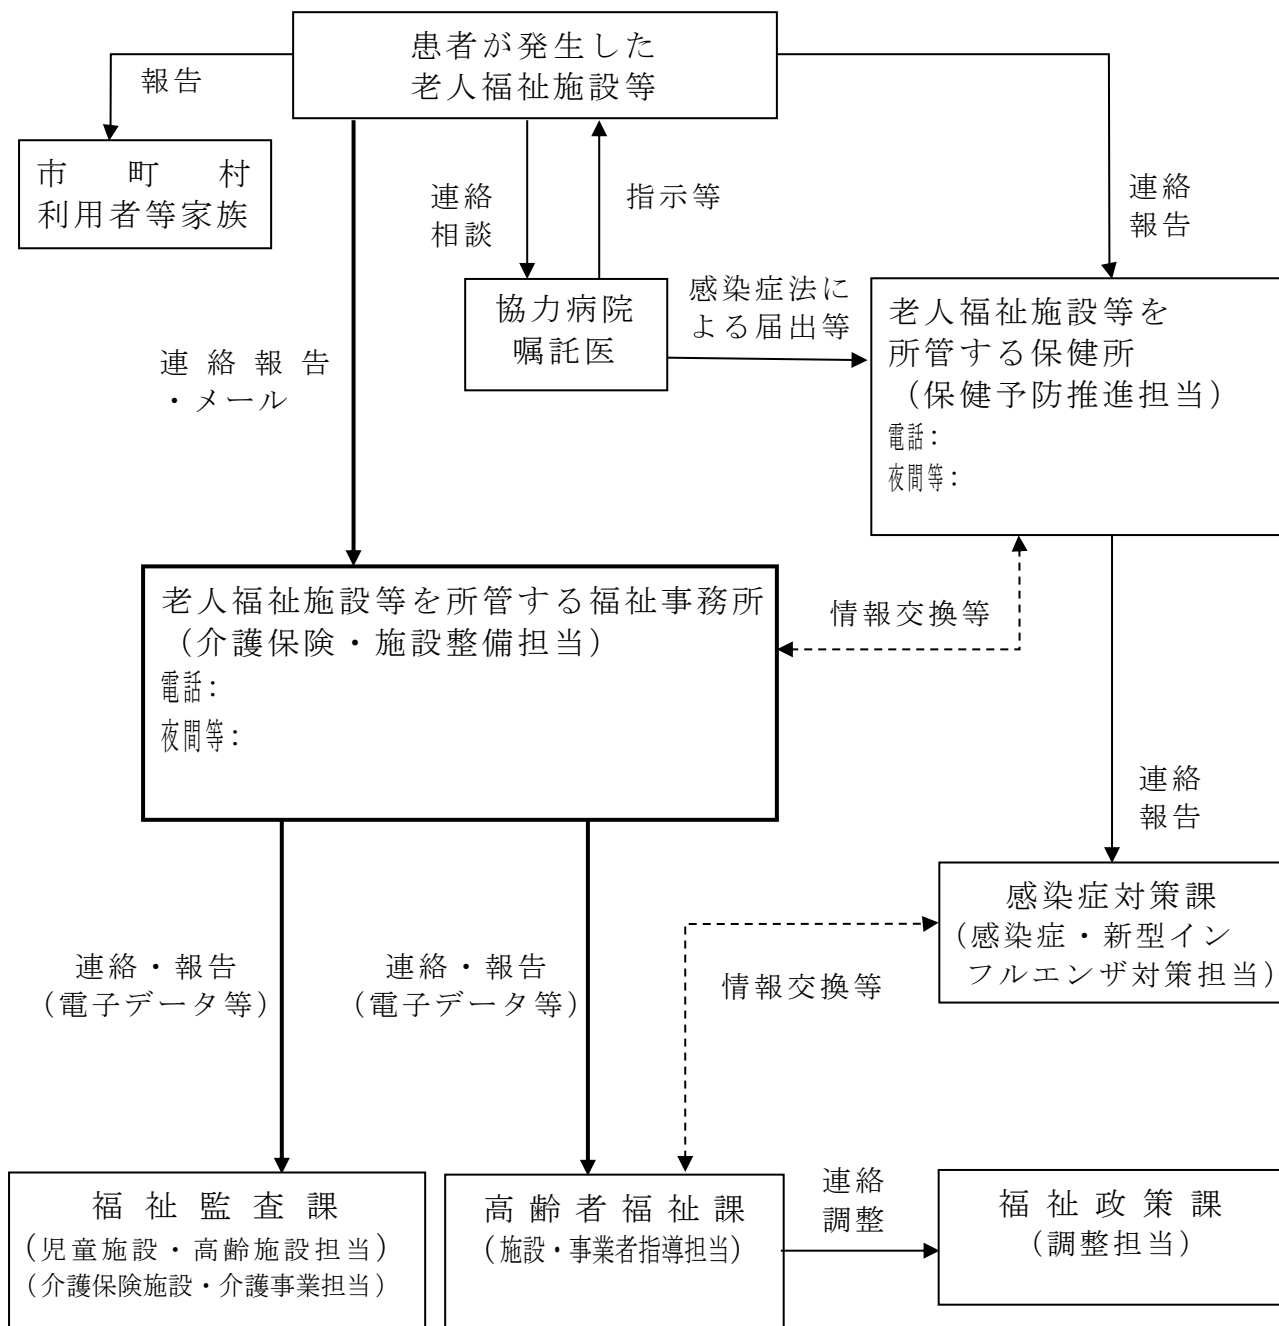 患者が発生した
老人福祉施設等
報告
市町村
利用者等家族
連絡
相談
指示等
連絡
報告
協力病院
嘱託医
感染症法に
よる届出等
老人福祉施設等を
所管する保健所
（保健予防推進担当）
電話：
夜間等：
連絡報告
・メール
老人福祉施設等を所管する福祉事務所
（介護保険・施設整備担当）
電話：
夜間等：
情報交換等
連絡
報告
感染症対策課
（感染症・新型イン
フルエンザ対策担当）
連絡・報告
（電子データ等）
連絡・報告
（電子データ等）
情報交換等
福祉監査課
（児童施設・高齢施設担当）
（介護保険施設・介護事業担当）
高齢者福祉課
（施設・事業者指導担当）
連絡
調整
福祉政策課
（調整担当）